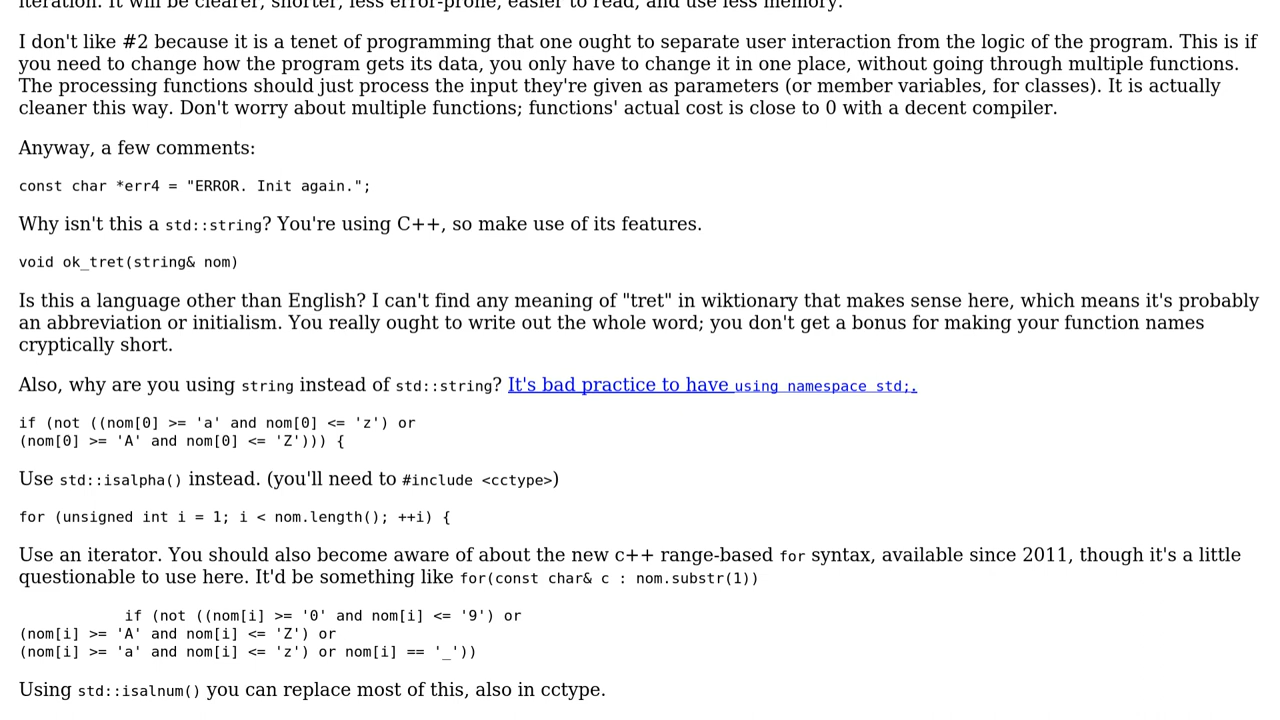 iteration. It will be clearer, shorter, less error-prone, easier to read, and use less memory.
I don't like #2 because it is a tenet of programming that one ought to separate user interaction from the logic of the program. This is if
you need to change how the program gets its data, you only have to change it in one place, without going through multiple functions.
The processing functions should just process the input they're given as parameters (or member variables, for classes). It is actually
cleaner this way. Don't worry about multiple functions; functions' actual cost is close to 0 with a decent compiler.
Anyway, a few comments:
const char *err4 = "ERROR. Init again.";
Why isn't this a std::string? You're using C++, so make use of its features.
void ok_tret(string& nom)
Is this a language other than English? I can't find any meaning of "tret" in wiktionary that makes sense here, which means it's probably
an abbreviation or initialism. You really ought to write out the whole word; you don't get a bonus for making your function names
cryptically short.
Also, why are you using string instead of std::string? It's bad practice to have using namespace std;.
if (not ((nom[0] >= 'a' and nom[0] <= 'z') or
(nom[0] >= 'A' and nom[0] <= 'Z'))) {
Use std::isalpha() instead. (you'll need to #include <cctype>)
for (unsigned int i = 1; i < nom.length(); ++i) {
Use an iterator. You should also become aware of about the new c++ range-based for syntax, available since 2011, though it's a little
questionable to use here. It'd be something like for(const char& c : nom.substr(1))
if (not ((nom[i] >= '0' and nom[i] <= '9') or
(nom[i] >= 'A' and nom[i] <= 'Z') or
(nom[i] >= 'a' and nom[i] <= 'z') or nom[i] == '_'))
Using std::isalnum() you can replace most of this, also in cctype.